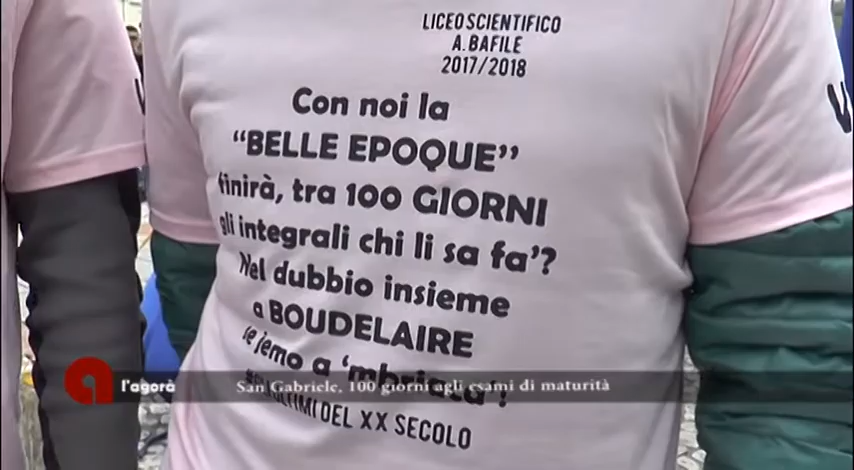 LICEO SCIENTIFICO
A. BAFILE
2017/2018
Con noi la
“BELLE EPOQUE”
finirà, tra 100 GIORNI
gli integrali chi li sa fa’?
Nel dubbio insieme
a BOUDELAIRE
se jemo a ‘mbriaca’!
ULTIMI DEL XX SECOLO
l'agorà
San Gabriele, 100 giorni agli esami di maturità